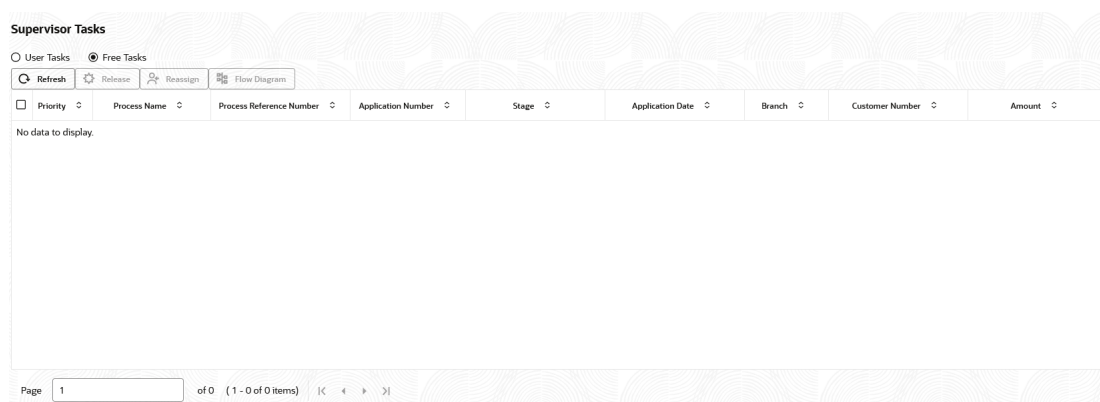 Supervisor Tasks
User Tasks Free Tasks
Refresh Release Reassign Flow Diagram
Priority Process Name Process Reference Number Application Number Stage Application Date Branch Customer Number Amount
No data to display.
Page 1 of 0 ( 1 - 0 of 0 items)